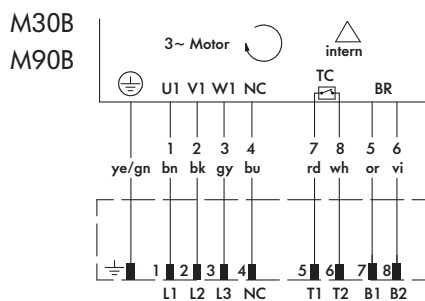 M30B
M90B
3~ Motor
intern
TC
U1 V1 W1 NC
BR
1 2 3 4 7 8 5 6
ye/gn bn bk gy bu rd wh or vi
1 2 3 4 5 6 7 8
L1 L2 L3 NC T1 T2 B1 B2